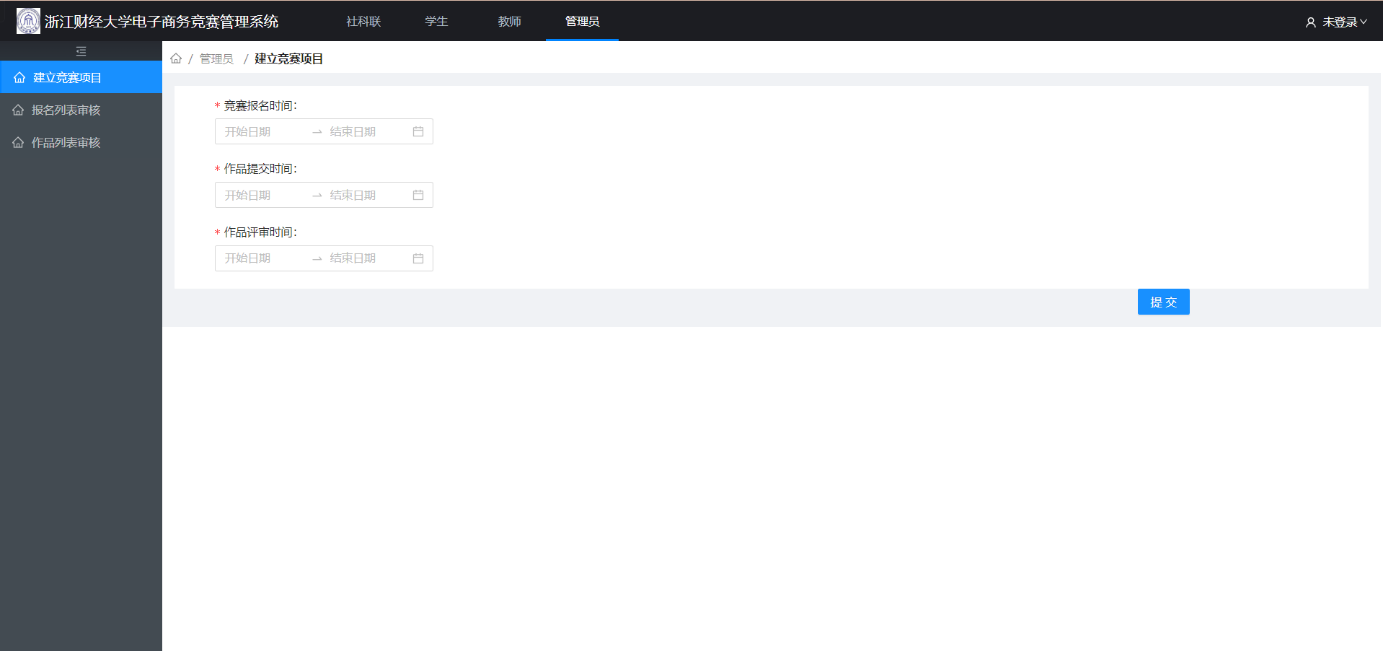 浙江财经大学电子商务竞赛管理系统 社科联 学生 教师 管理员 未登录
/ 管理员 / 建立竞赛项目
建立竞赛项目
报名列表审核
作品列表审核
* 竞赛报名时间:
开始日期 → 结束日期
* 作品提交时间:
开始日期 → 结束日期
* 作品评审时间:
开始日期 → 结束日期
提 交